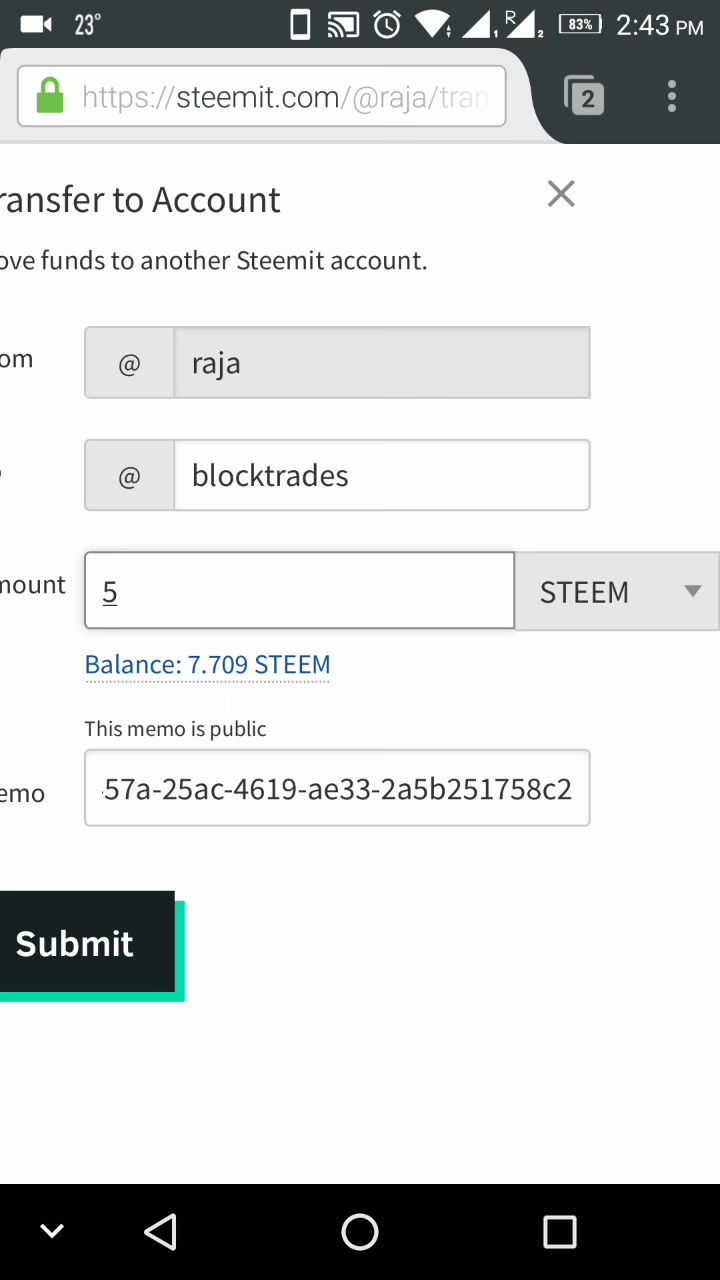 23°
R
1
2
83%
2:43 PM
https://steemit.com/@raja/tran
2
ransfer to Account
ove funds to another Steemit account.
om
@
raja
@
blocktrades
mount
5
STEEM
Balance: 7.709 STEEM
This memo is public
emo
57a-25ac-4619-ae33-2a5b251758c2
Submit